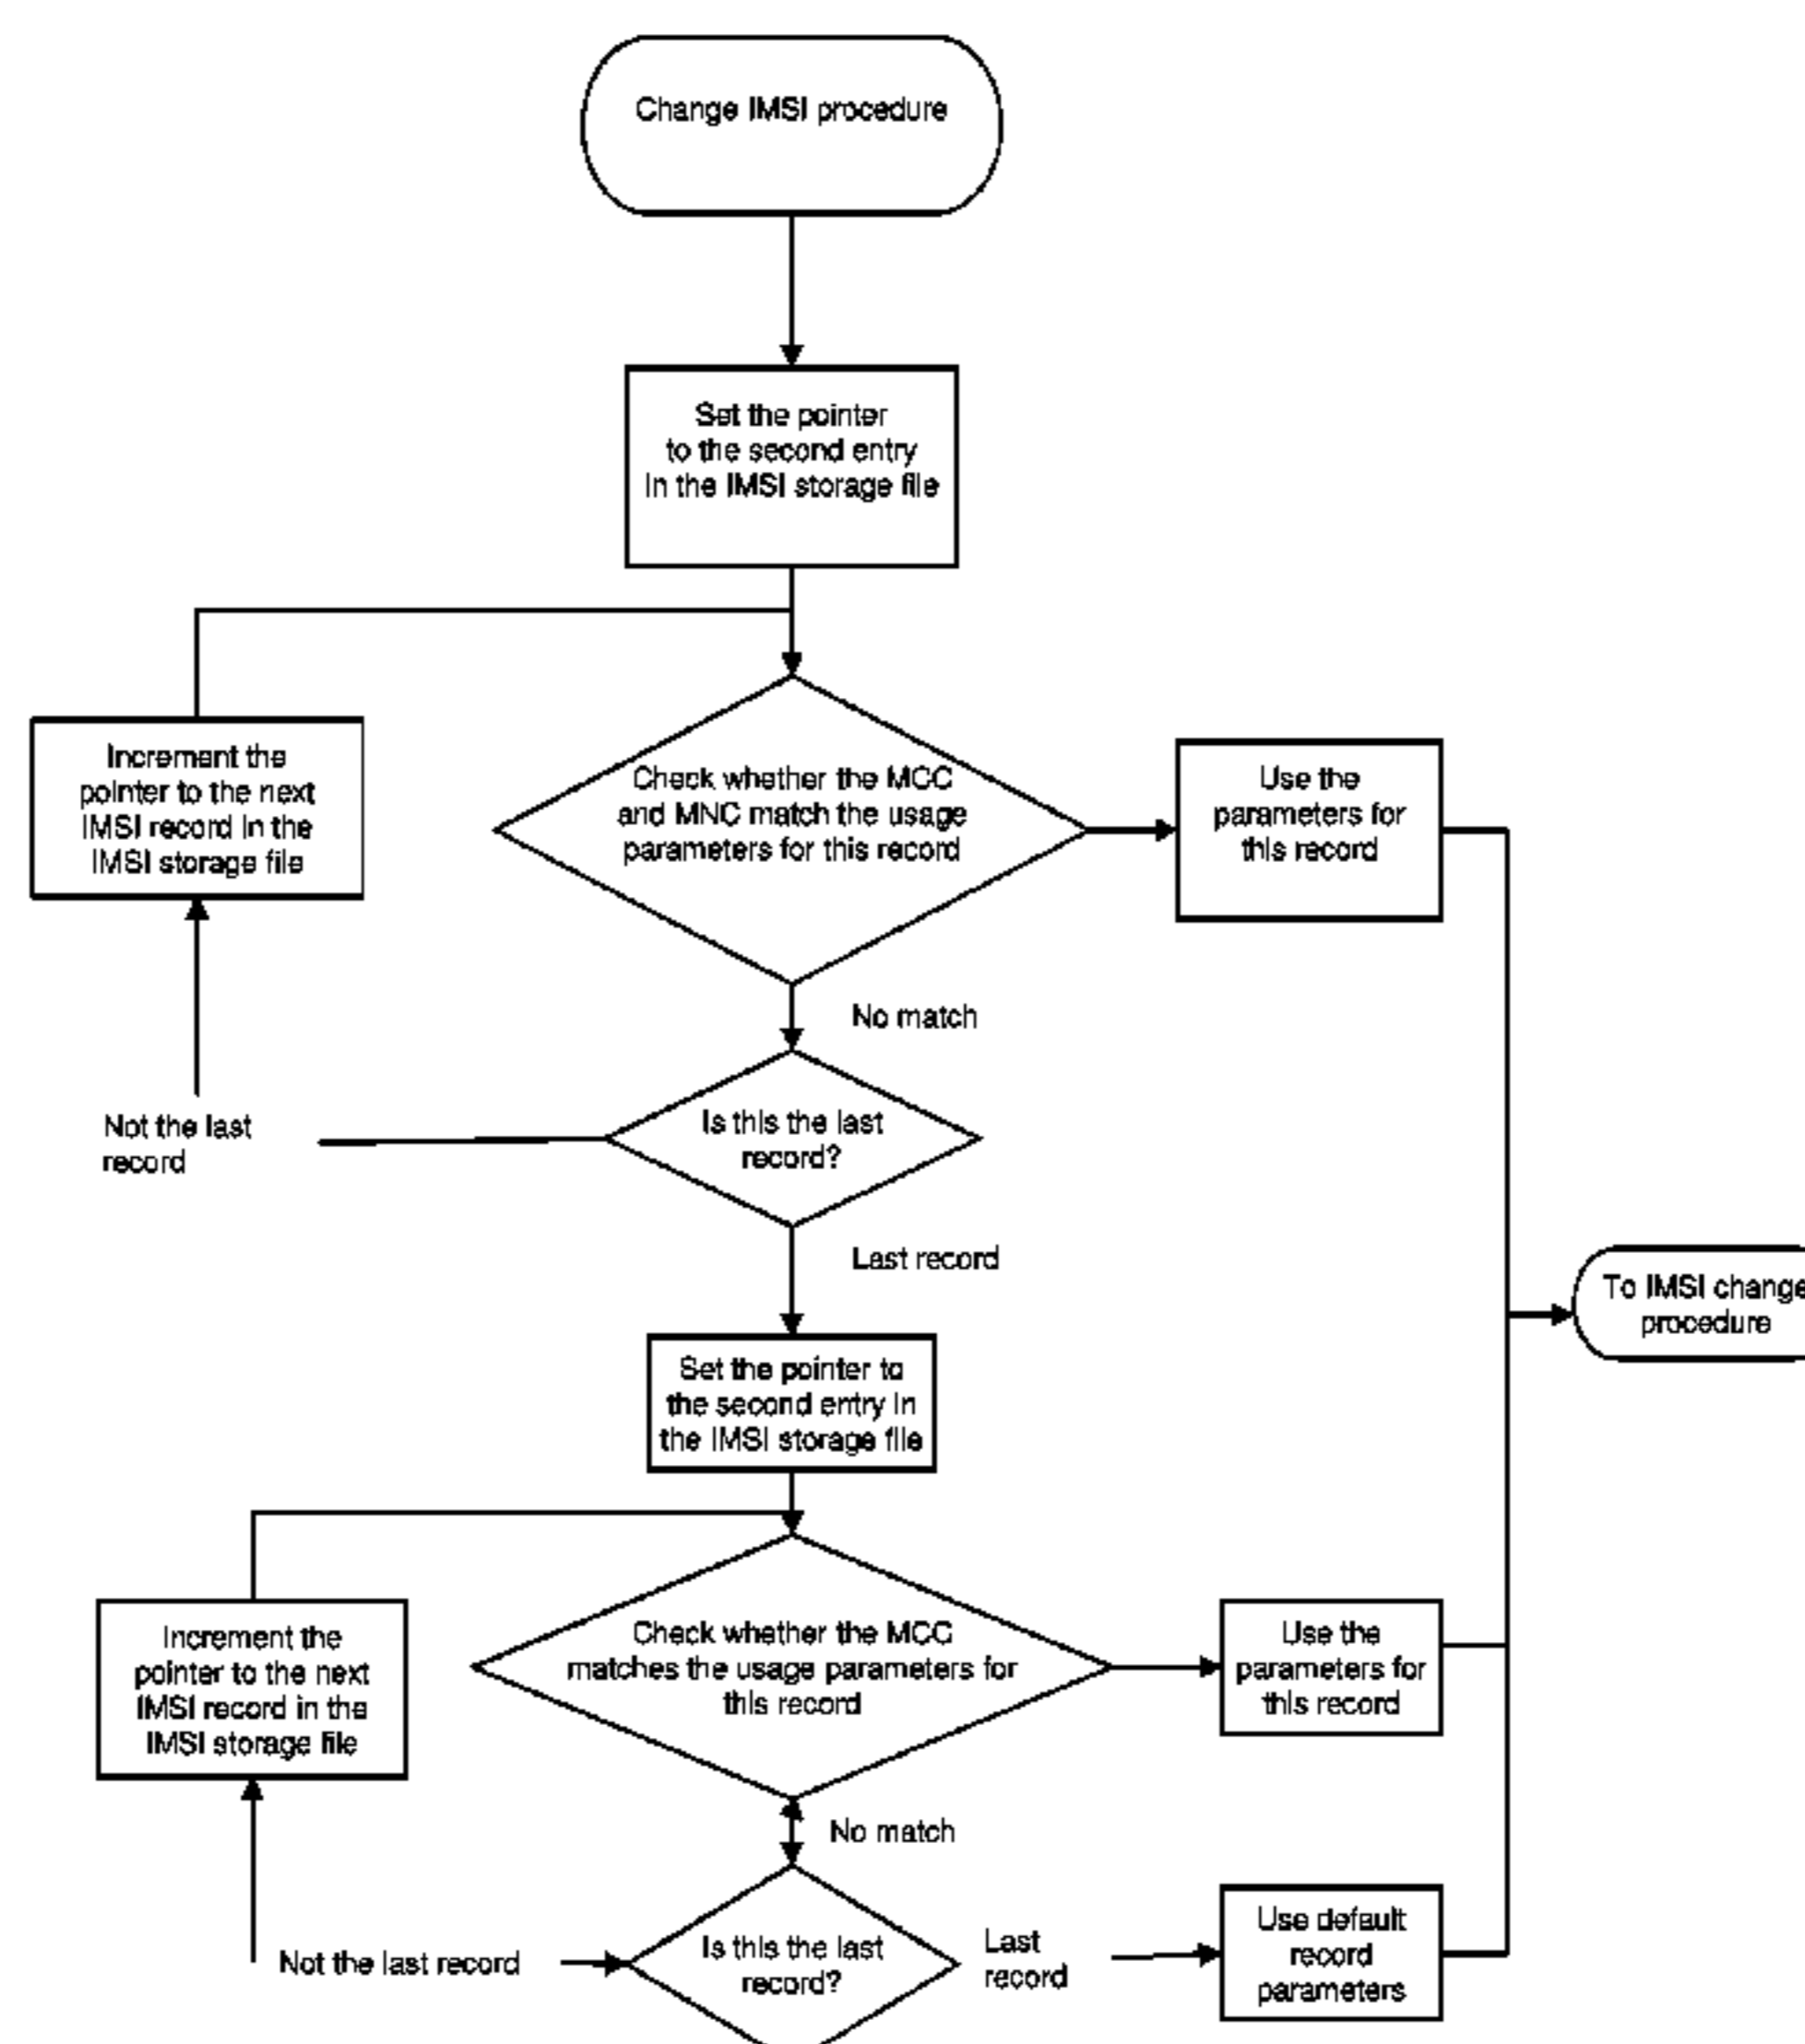 Change IMSI procedure
Set the pointer
to the second entry
in the IMSI storage file
Increment the
pointer to the next
IMSI record in the
IMSI storage file
Check whether the MCC
and MNC match the usage
parameters for this record
Use the
parameters for
this record
No match
Not the last
record
Is this the last
record?
Last record
To IMSI change
procedure
Set the pointer to
the second entry in
the IMSI storage file
Increment the
pointer to the next
IMSI record in the
IMSI storage file
Check whether the MCC
matches the usage parameters for
this record
Use the
parameters for
this record
No match
Not the last record
Is this the last
record?
Last
record
Use default
record
parameters